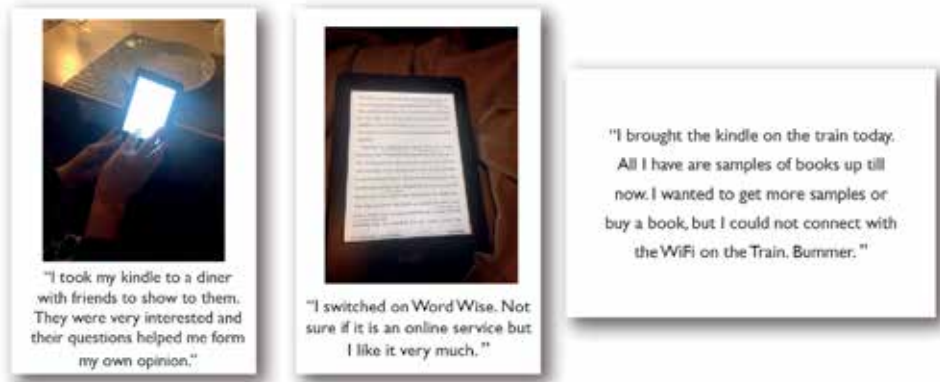 "I took my kindle to a diner
with friends to show to them.
They were very interested and
their questions helped me form
my own opinion."
"I switched on Word Wise. Not
sure if it is an online service but
I like it very much."
"I brought the kindle on the train today.
All I have are samples of books up till
now. I wanted to get more samples or
buy a book, but I could not connect with
the WiFi on the Train. Bummer."